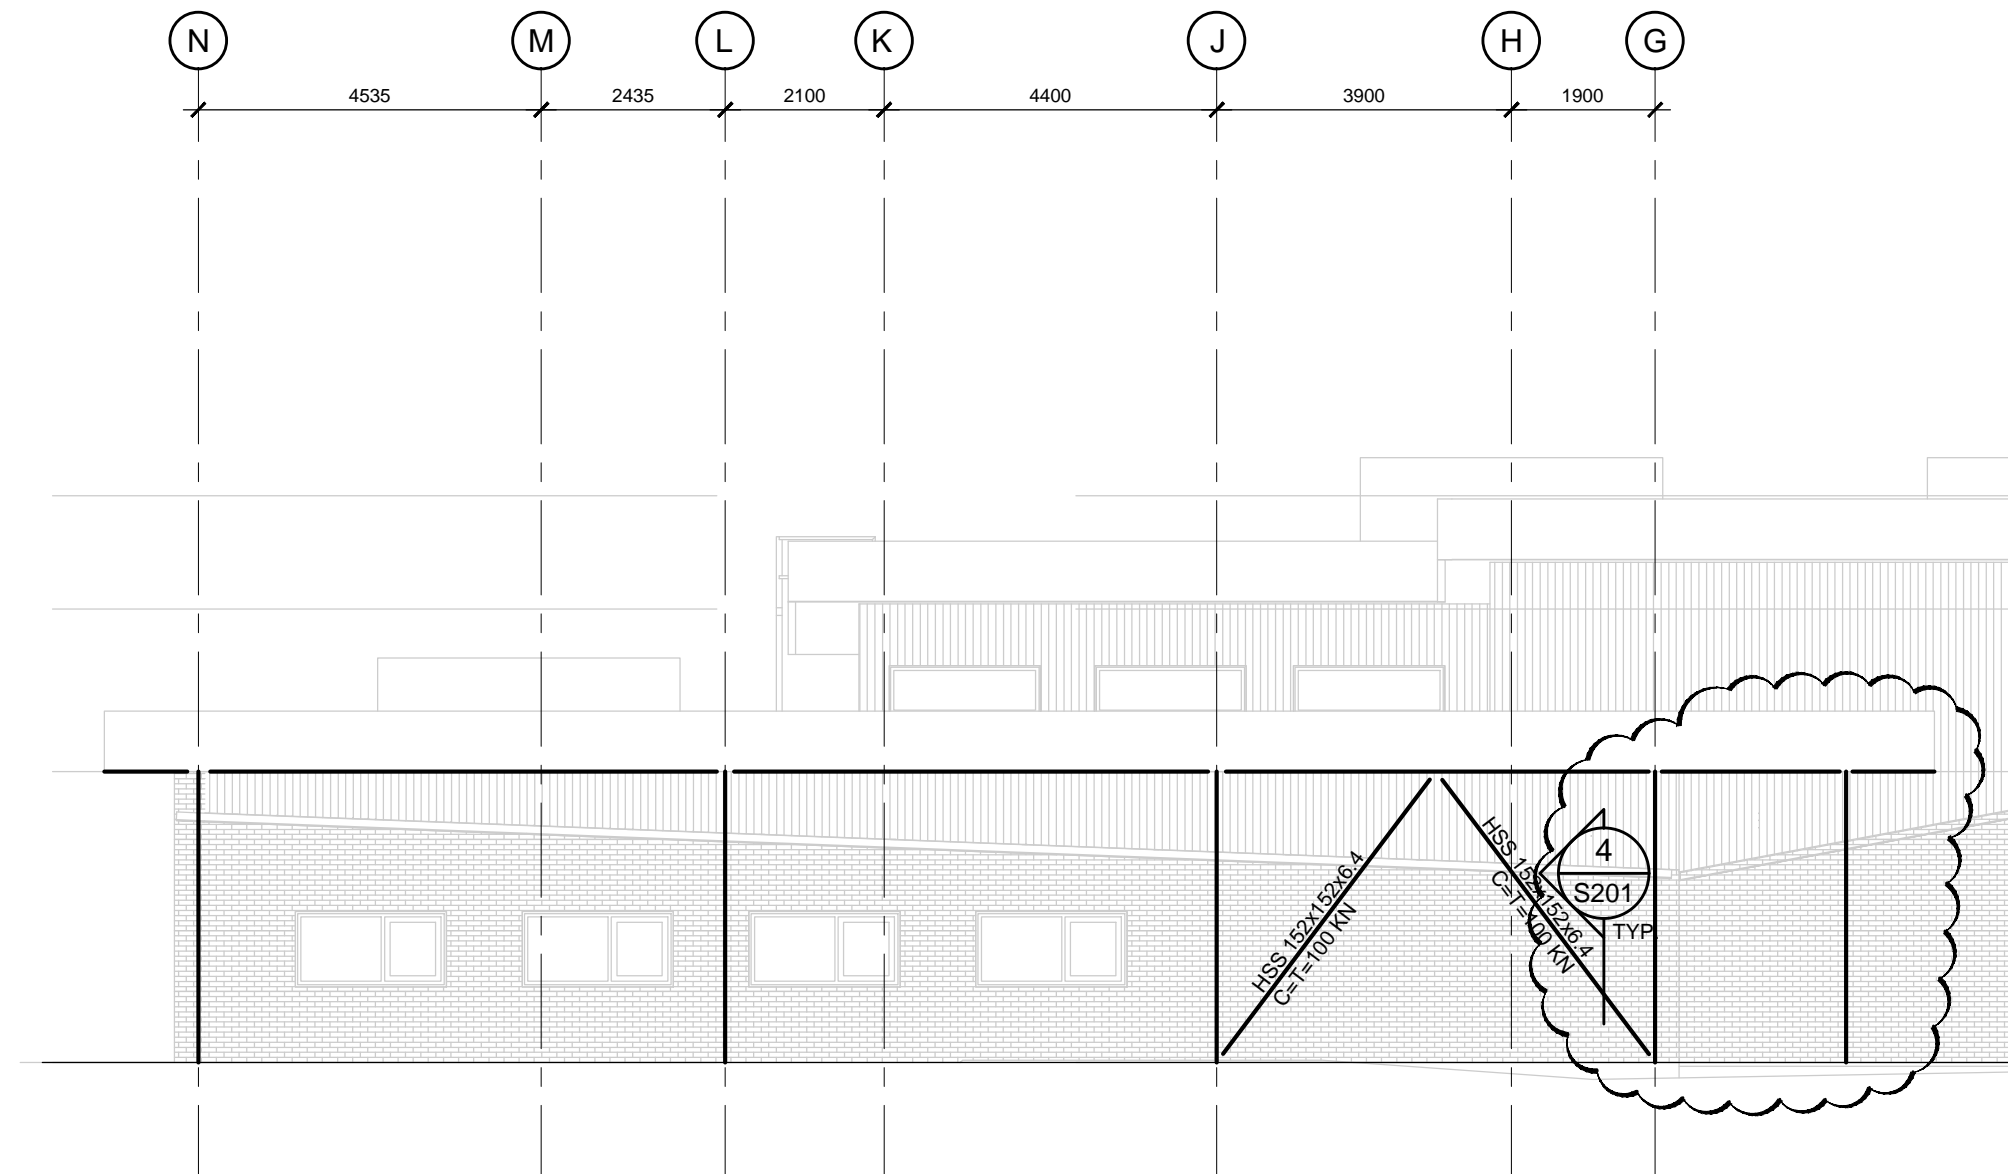 N M L K J H G
4535 2435 2100 4400 3900 1900
HSS 152x152x6.4
C=T=100 KN
HSS 152x152x6.4
C=T=100 KN
4
S201
TYP.